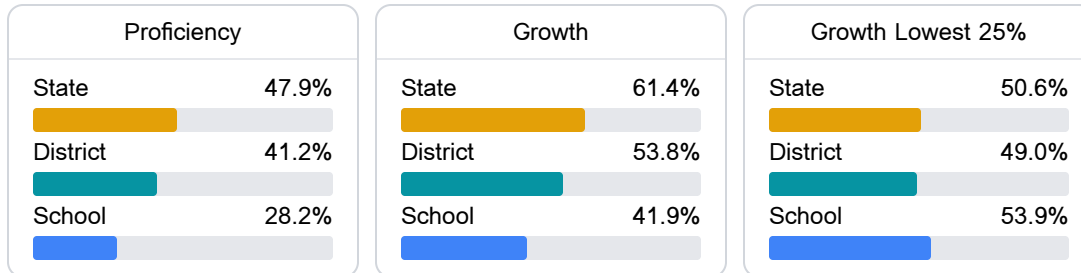 Proficiency
State 47.9%
District 41.2%
School 28.2%
Growth
State 61.4%
District 53.8%
School 41.9%
Growth Lowest 25%
State 50.6%
District 49.0%
School 53.9%